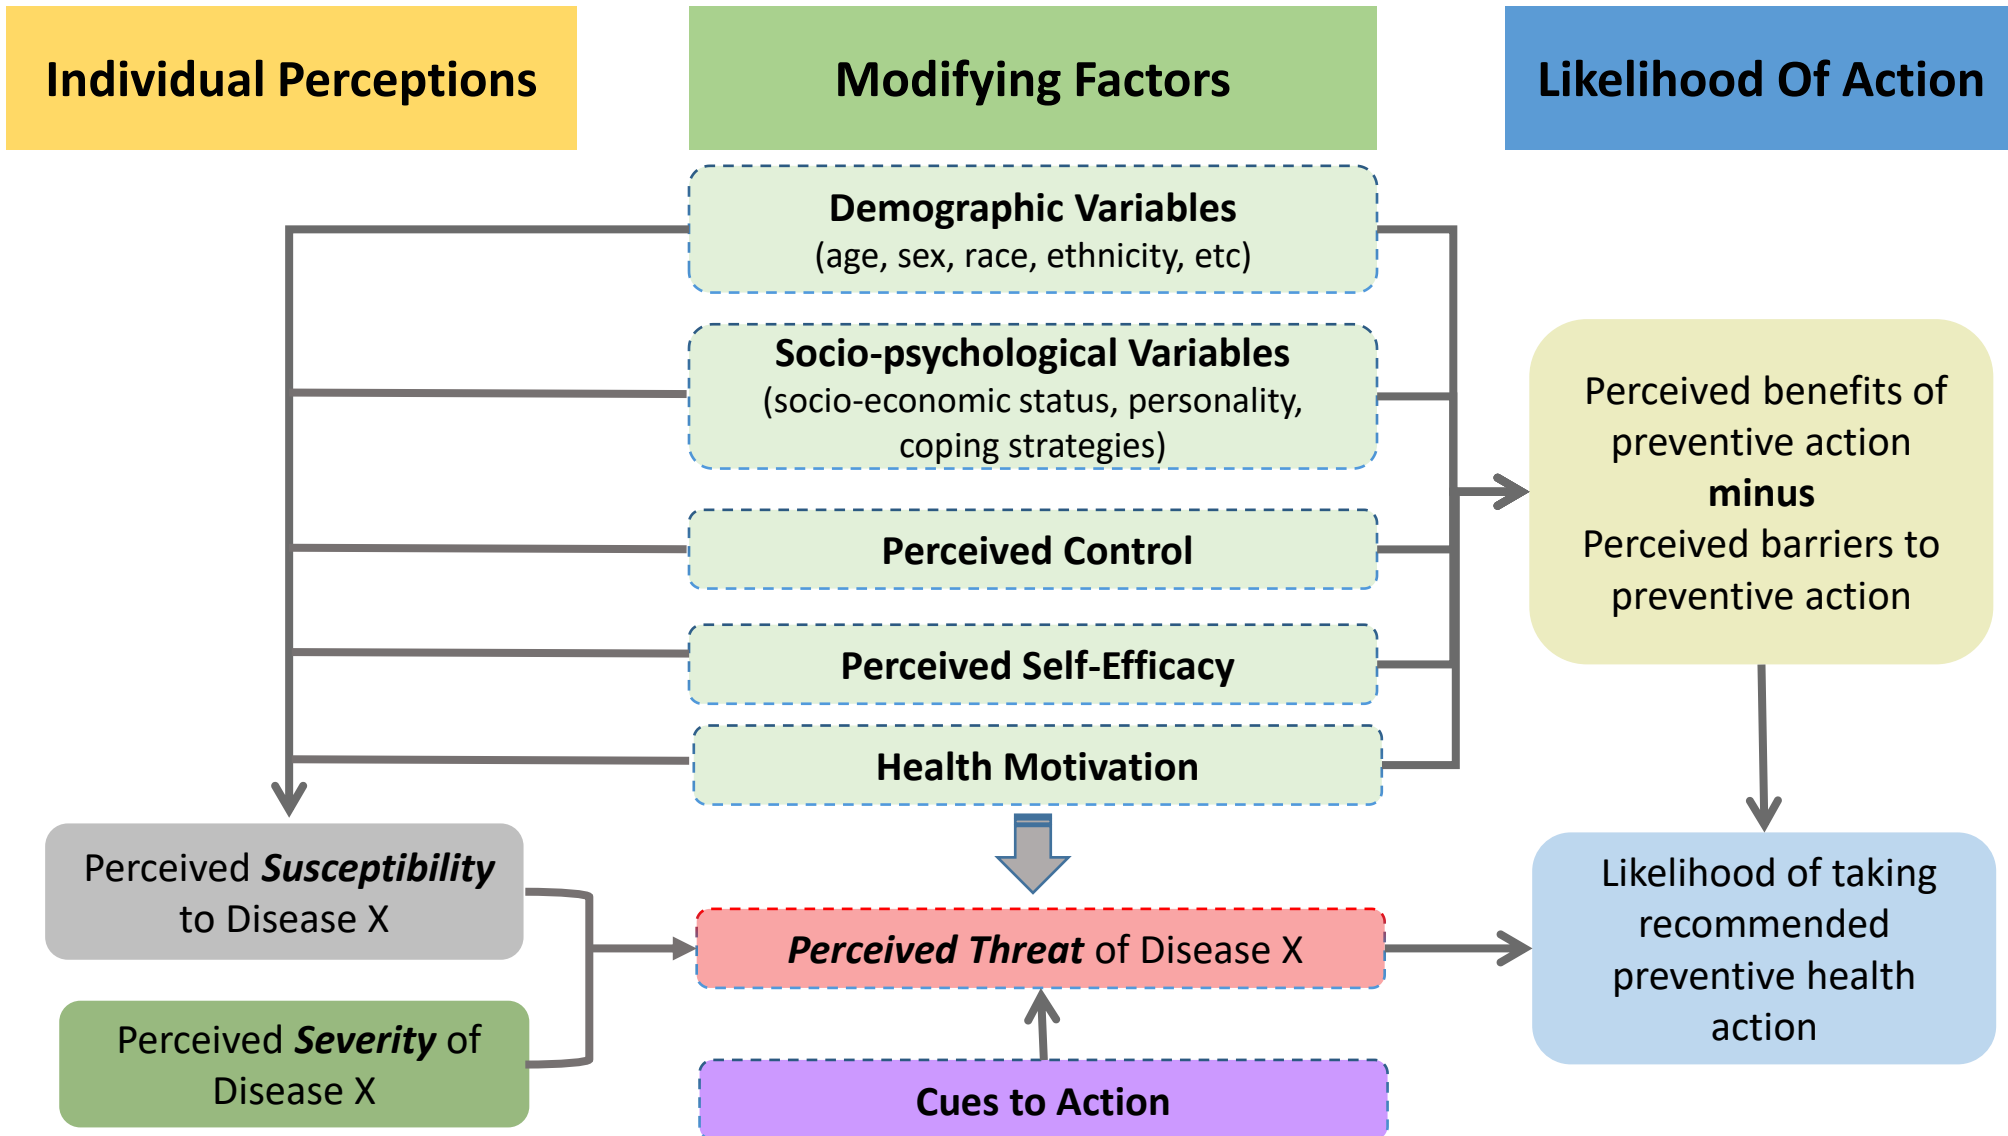 Individual Perceptions
Modifying Factors
Likelihood Of Action
Demographic Variables
(age, sex, race, ethnicity, etc)
Socio-psychological Variables
(socio-economic status, personality,
coping strategies)
Perceived Control
Perceived Self-Efficacy
Health Motivation
Perceived benefits of
preventive action
minus
Perceived barriers to
preventive action
Perceived Susceptibility
to Disease X
Perceived Severity of
Disease X
Perceived Threat of Disease X
Cues to Action
Likelihood of taking
recommended
preventive health
action